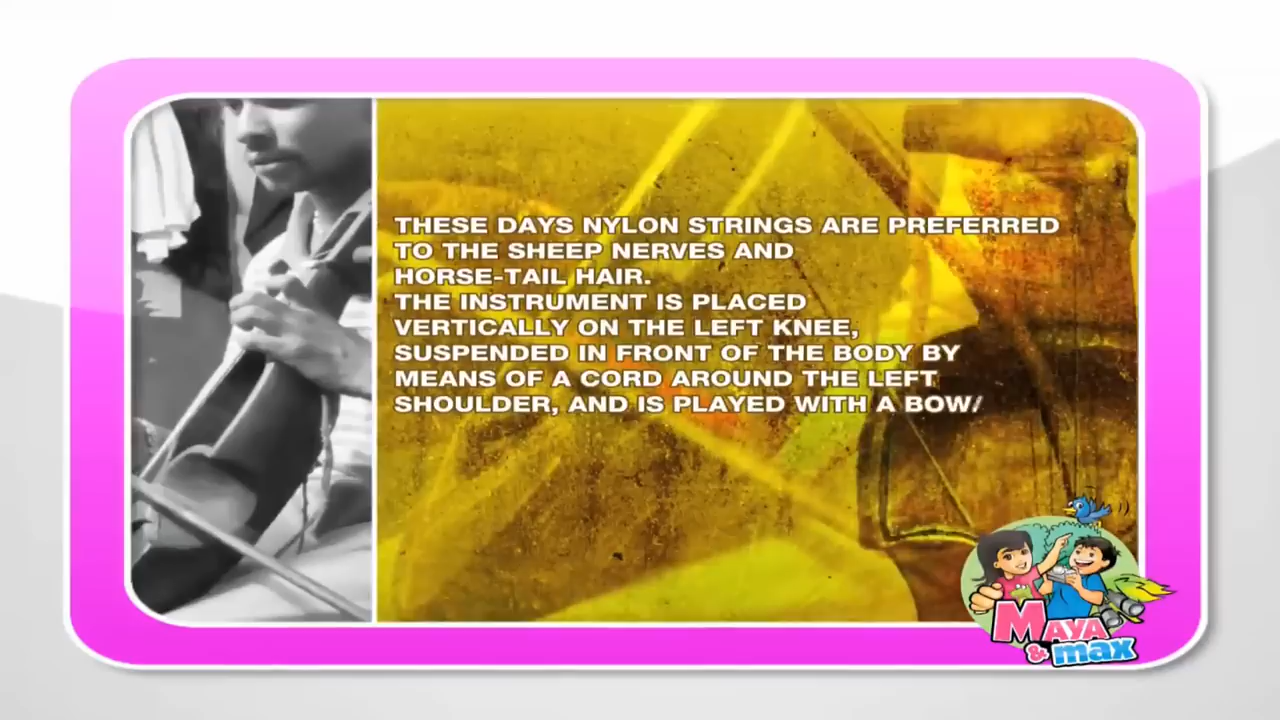 THESE DAYS NYLON STRINGS ARE PREFERRED
TO THE SHEEP NERVES AND
HORSE-TAIL HAIR.
THE INSTRUMENT IS PLACED
VERTICALLY ON THE LEFT KNEE,
SUSPENDED IN FRONT OF THE BODY BY
MEANS OF A CORD AROUND THE LEFT
SHOULDER, AND IS PLAYED WITH A BOW/
MAYA
& max